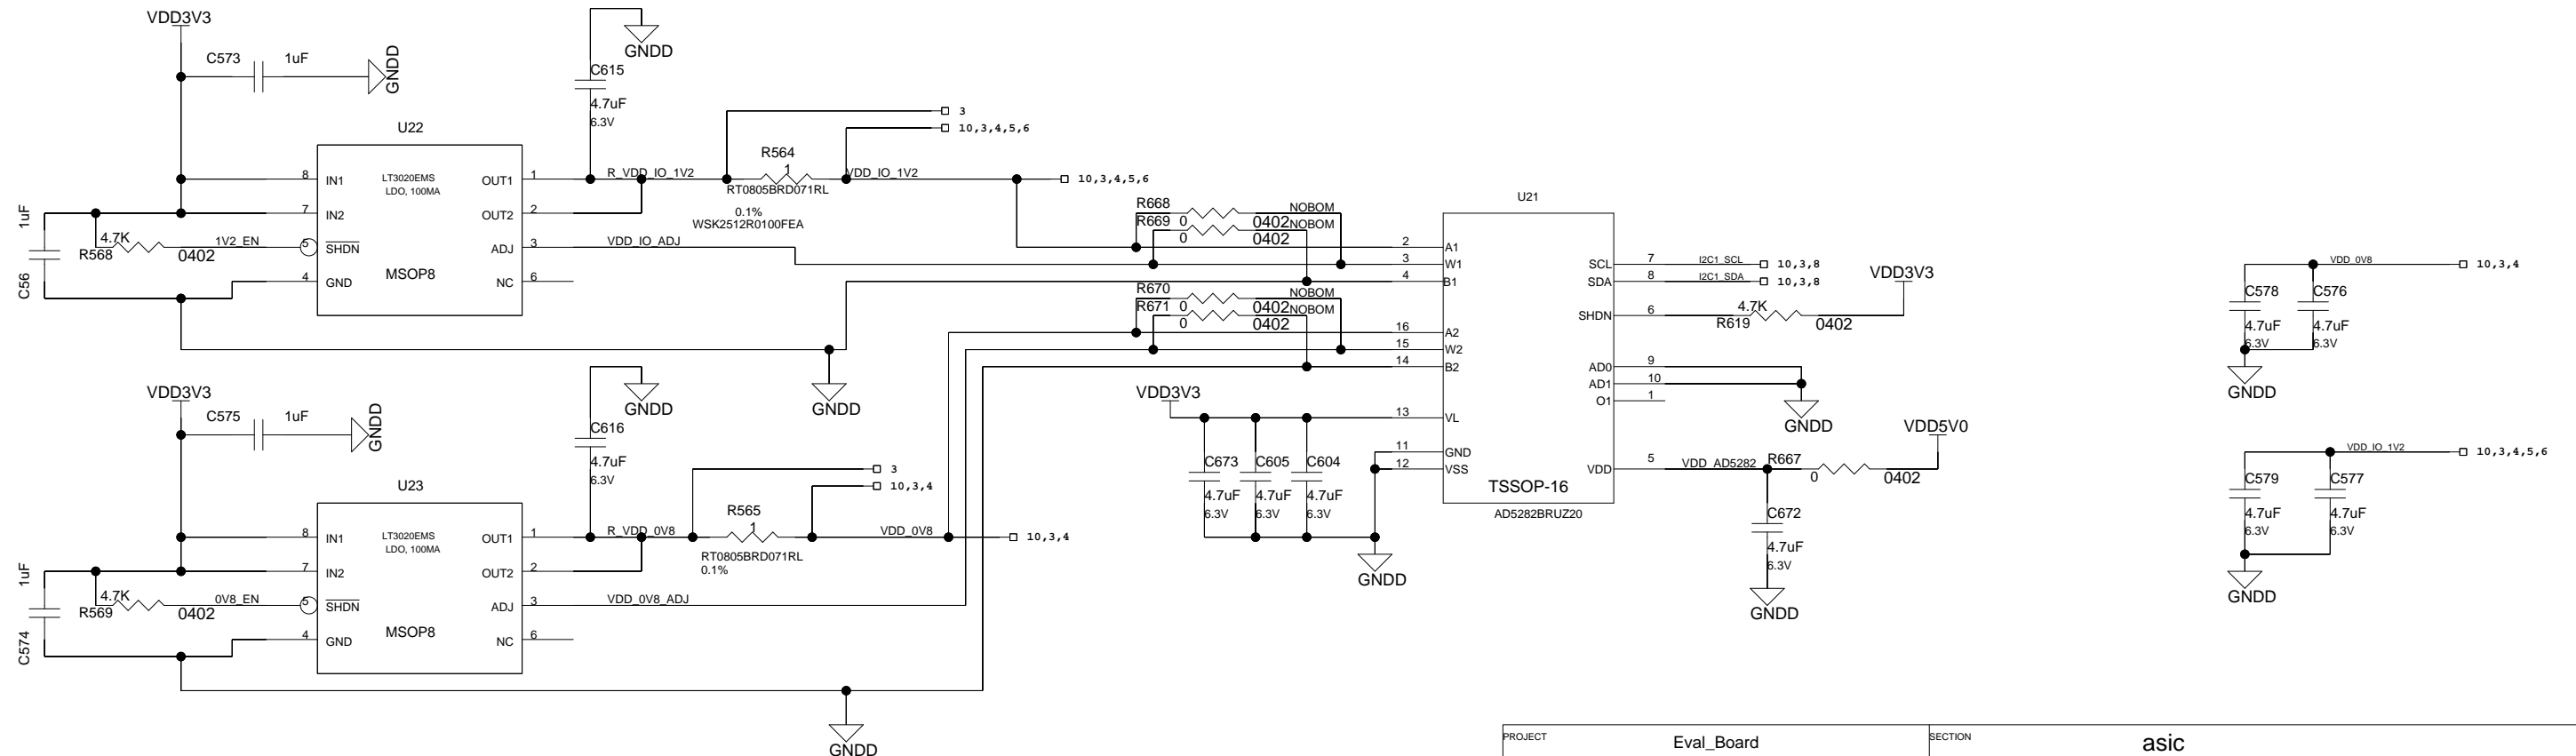 VDD3V3
C573
1uF
GNDD
GNDD
C615
4.7uF
6.3V
3
10,3,4,5,6
U22
LT3020EMS
LDO, 100MA
8
IN1
7
IN2
5
SHDN
4
GND
OUT1
1
OUT2
2
ADJ
3
NC
6
MSOP8
1uF
C56
4.7K
R568
0402
1V2_EN
R_VDD_IO_1V2
R564
1
RT0805BRD071RL
0.1%
WSK2512R0100FEA
VDD_IO_1V2
10,3,4,5,6
VDD_IO_ADJ
GNDD
R668
0
0402
NOBOM
R669
0
0402
NOBOM
R670
0
0402
NOBOM
R671
0
0402
NOBOM
U21
2
A1
3
W1
4
B1
16
A2
15
W2
14
B2
13
VL
11
GND
12
VSS
SCL
7
I2C1_SCL
10,3,8
SDA
8
I2C1_SDA
10,3,8
SHDN
6
4.7K
R619
0402
VDD3V3
AD0
9
AD1
10
O1
1
GNDD
VDD
5
VDD_AD5282
R667
0
0402
VDD5V0
TSSOP-16
AD5282BRUZ20
C672
4.7uF
6.3V
GNDD
VDD3V3
C673
4.7uF
6.3V
C605
4.7uF
6.3V
C604
4.7uF
6.3V
GNDD
VDD3V3
C575
1uF
GNDD
GNDD
C616
4.7uF
6.3V
3
10,3,4
U23
LT3020EMS
LDO, 100MA
8
IN1
7
IN2
5
SHDN
4
GND
OUT1
1
OUT2
2
ADJ
3
NC
6
MSOP8
1uF
C574
4.7K
R569
0402
0V8_EN
R_VDD_0V8
R565
1
RT0805BRD071RL
0.1%
VDD_0V8
10,3,4
VDD_0V8_ADJ
GNDD
VDD_0V8
10,3,4
C578
4.7uF
6.3V
C576
4.7uF
6.3V
GNDD
VDD_IO_1V2
10,3,4,5,6
C579
4.7uF
6.3V
C577
4.7uF
6.3V
GNDD
PROJECT
Eval_Board
SECTION
asic